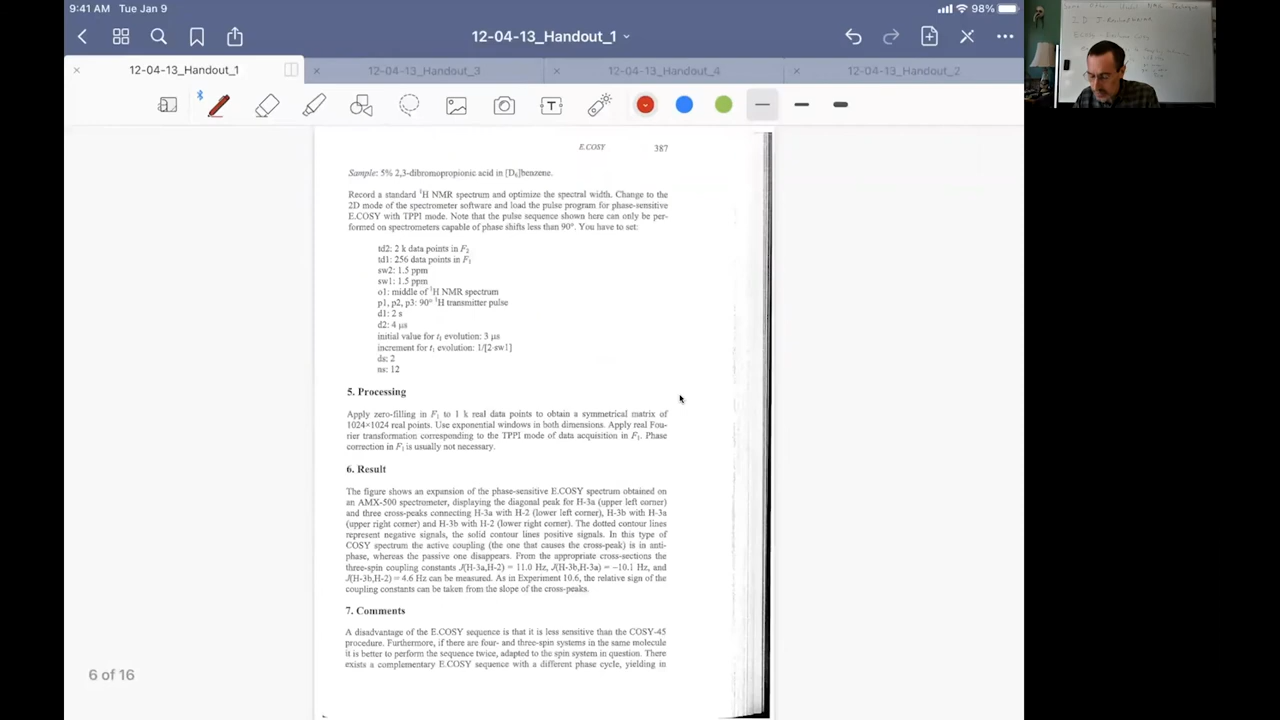 9:41 AM Tue Jan 9
98%
12-04-13_Handout_1
12-04-13_Handout_1
12-04-13_Handout_3
12-04-13_Handout_4
12-04-13_Handout_2
E.COSY 387
Sample: 5% 2,3-dibromopropionic acid in [D₆]benzene.
Record a standard ¹H NMR spectrum and optimize the spectral width. Change to the
2D mode of the spectrometer software and load the pulse program for phase-sensitive
E.COSY with TPPI mode. Note that the pulse sequence shown here can only be per-
formed on spectrometers capable of phase shifts less than 90°. You have to set:
td2: 2 k data points in F₂
td1: 256 data points in F₁
sw2: 1.5 ppm
sw1: 1.5 ppm
o1: middle of ¹H NMR spectrum
p1, p2, p3: 90° ¹H transmitter pulse
d1: 2 s
d2: 4 μs
initial value for t₁ evolution: 3 μs
increment for t₁ evolution: 1/[2·sw1]
ds: 2
ns: 12
5. Processing
Apply zero-filling in F₁ to 1 k real data points to obtain a symmetrical matrix of
1024×1024 real points. Use exponential windows in both dimensions. Apply real Fou-
rier transformation corresponding to the TPPI mode of data acquisition in F₁. Phase
correction in F₁ is usually not necessary.
6. Result
The figure shows an expansion of the phase-sensitive E.COSY spectrum obtained on
an AMX-500 spectrometer, displaying the diagonal peak for H-3a (upper left corner)
and three cross-peaks connecting H-3a with H-2 (lower left corner), H-3b with H-3a
(upper right corner) and H-3b with H-2 (lower right corner). The dotted contour lines
represent negative signals, the solid contour lines positive signals. In this type of
COSY spectrum the active coupling (the one that causes the cross-peak) is in anti-
phase, whereas the passive one disappears. From the appropriate cross-sections the
three-spin coupling constants J(H-3a,H-2) = 11.0 Hz, J(H-3b,H-3a) = −10.1 Hz, and
J(H-3b,H-2) = 4.6 Hz can be measured. As in Experiment 10.6, the relative sign of the
coupling constants can be taken from the slope of the cross-peaks.
7. Comments
A disadvantage of the E.COSY sequence is that it is less sensitive than the COSY-45
procedure. Furthermore, if there are four- and three-spin systems in the same molecule
it is better to perform the sequence twice, adapted to the spin system in question. There
exists a complementary E.COSY sequence with a different phase cycle, yielding in
6 of 16